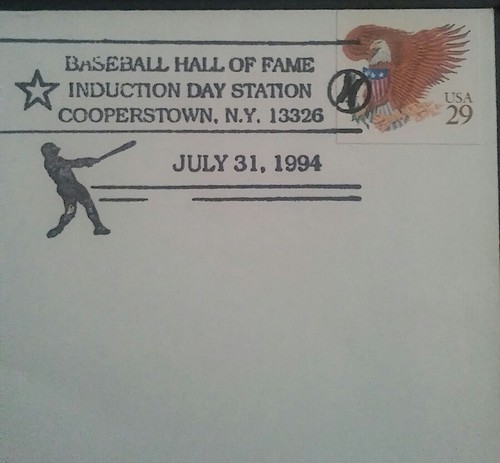 BASEBALL HALL OF FAME
INDUCTION DAY STATION
COOPERSTOWN, N.Y. 13326
JULY 31, 1994
USA
29